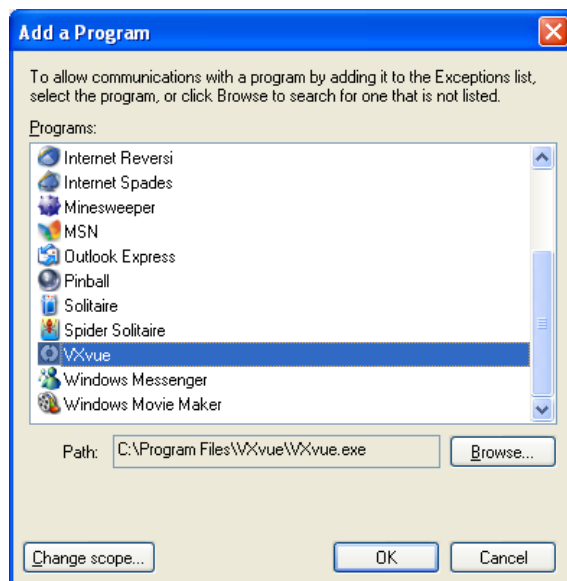 Add a Program
To allow communications with a program by adding it to the Exceptions list,
select the program, or click Browse to search for one that is not listed.
Programs:
Internet Reversi
Internet Spades
Minesweeper
MSN
Outlook Express
Pinball
Solitaire
Spider Solitaire
VXvue
Windows Messenger
Windows Movie Maker
Path: C:\Program Files\VXvue\VXvue.exe Browse...
Change scope... OK Cancel